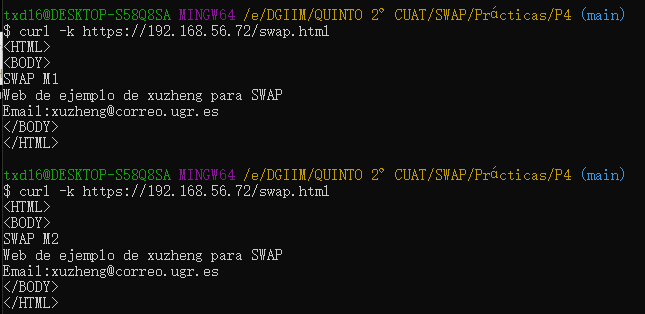 txd16@DESKTOP-S58Q8SA MINGW64 /e/DGIIM/QUINTO 2º CUAT/SWAP/Prácticas/P4 (main)
$ curl -k https://192.168.56.72/swap.html
<HTML>
<BODY>
SWAP M1
Web de ejemplo de xuzheng para SWAP
Email:xuzheng@correo.ugr.es
</BODY>
</HTML>
txd16@DESKTOP-S58Q8SA MINGW64 /e/DGIIM/QUINTO 2º CUAT/SWAP/Prácticas/P4 (main)
$ curl -k https://192.168.56.72/swap.html
<HTML>
<BODY>
SWAP M2
Web de ejemplo de xuzheng para SWAP
Email:xuzheng@correo.ugr.es
</BODY>
</HTML>